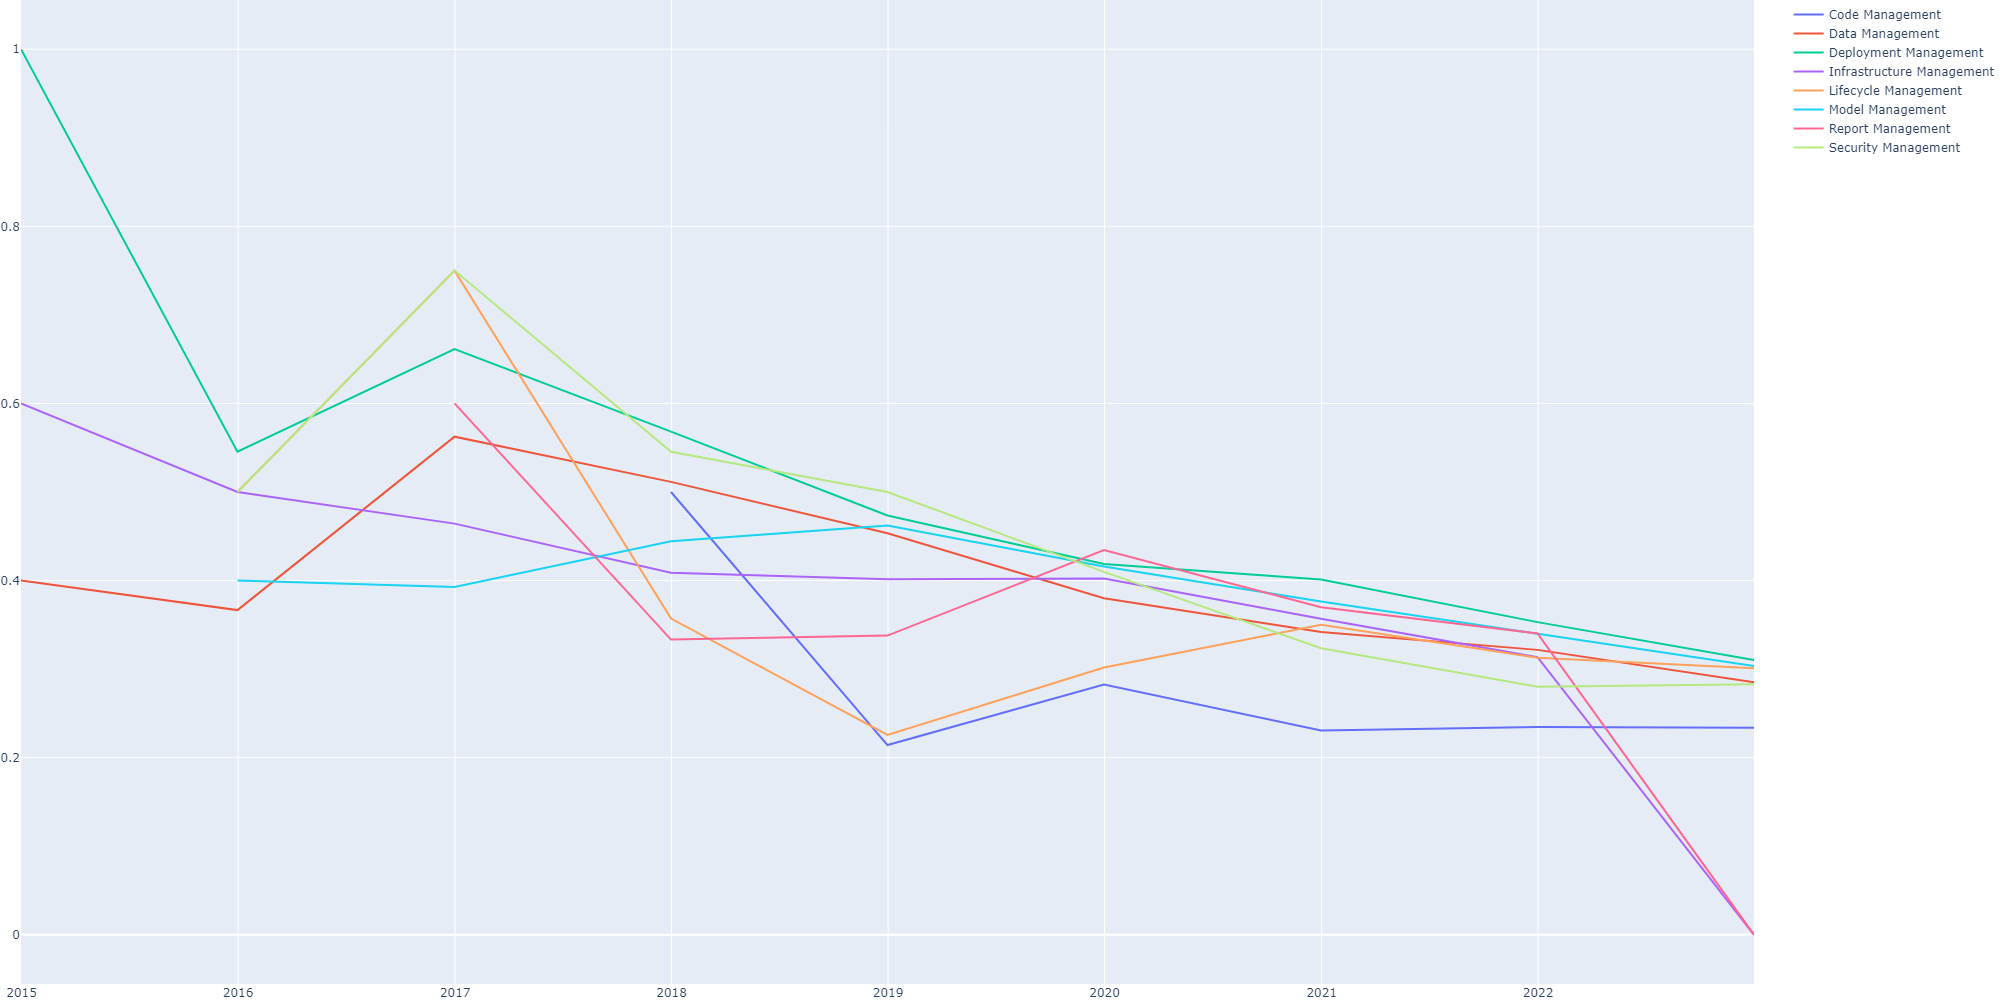 Code Management
Data Management
Deployment Management
Infrastructure Management
Lifecycle Management
Model Management
Report Management
Security Management
1
0.8
0.6
0.4
0.2
0
2015 2016 2017 2018 2019 2020 2021 2022